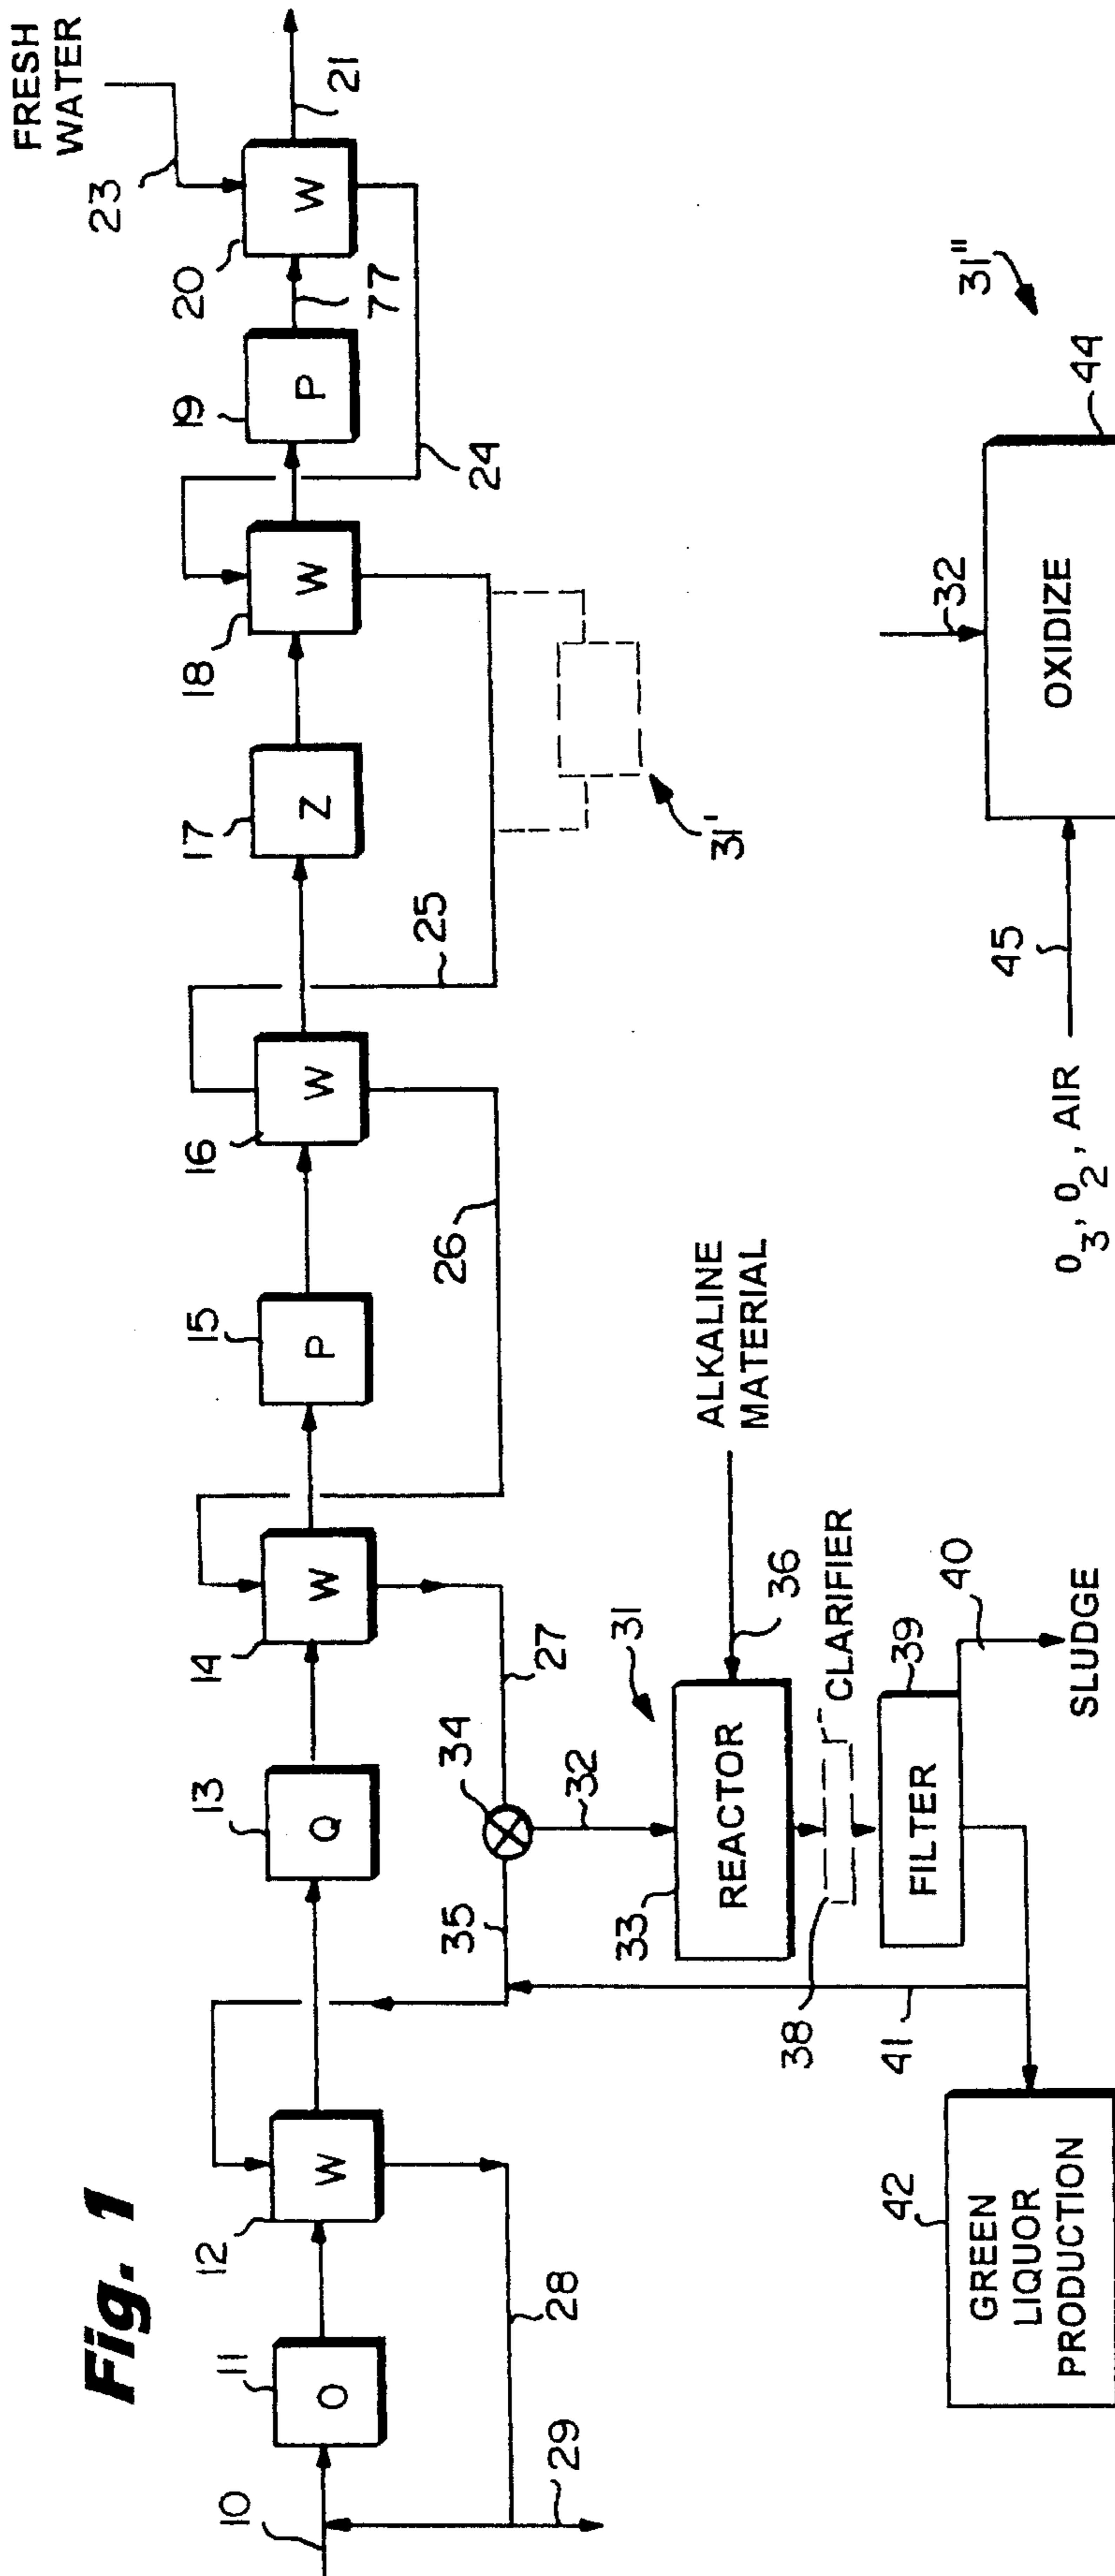 Fig. 1
10
11
O
12
W
13
Q
14
W
15
P
16
W
17
Z
18
W
19
P
77
20
W
21
23
FRESH
WATER
24
25
26
27
28
29
31'
31
34
35
32
33
REACTOR
36
ALKALINE
MATERIAL
38
CLARIFIER
39
FILTER
40
SLUDGE
41
42
GREEN
LIQUOR
PRODUCTION
31"
32
44
OXIDIZE
45
O3, O2, AIR